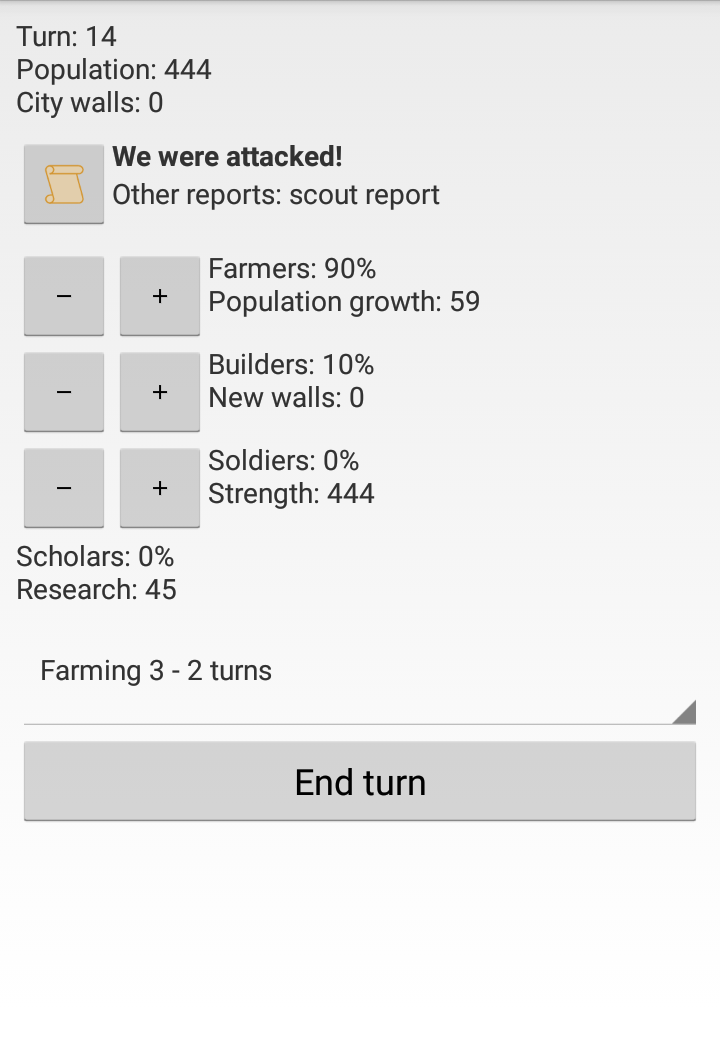 Turn: 14
Population: 444
City walls: 0
We were attacked!
Other reports: scout report
− + Farmers: 90%
Population growth: 59
− + Builders: 10%
New walls: 0
− + Soldiers: 0%
Strength: 444
Scholars: 0%
Research: 45
Farming 3 - 2 turns
End turn